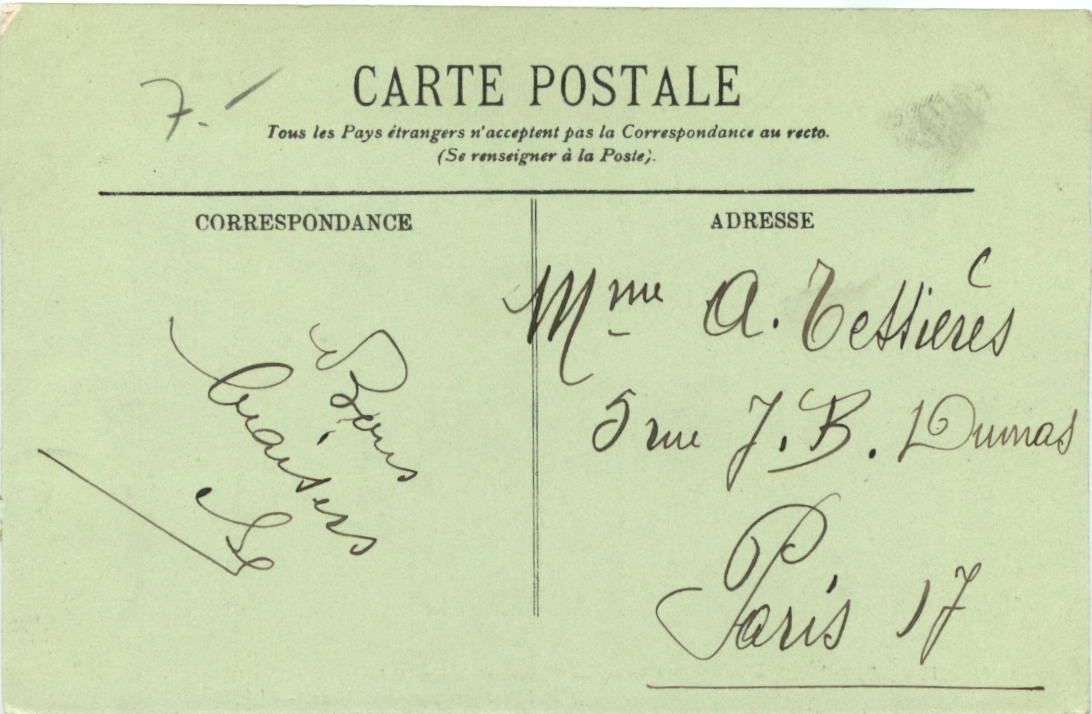 7.-
CARTE POSTALE
Tous les Pays étrangers n'acceptent pas la Correspondance au recto.
(Se renseigner à la Poste).
CORRESPONDANCE
Bons
baisers
ADRESSE
Mme A. Tessières
5 rue J. B. Dumas
Paris 17